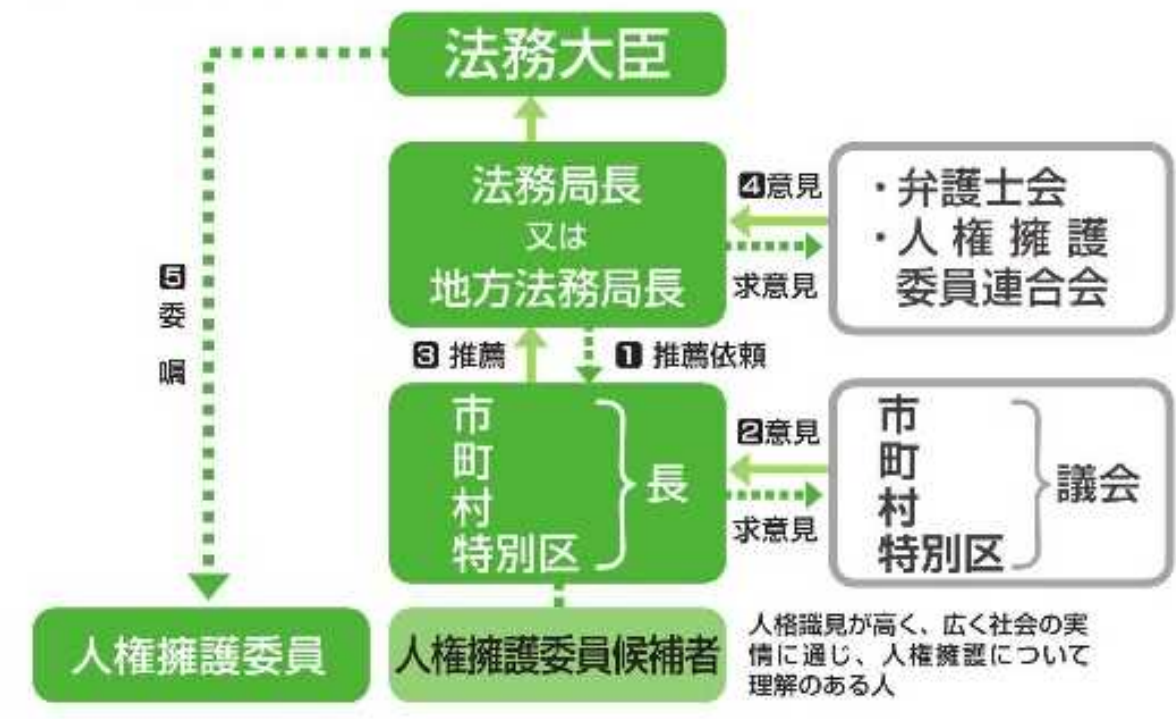 法務大臣
法務局長
又は
地方法務局長
4意見
求意見
・弁護士会
・人権擁護
委員連合会
5
委
嘱
3 推薦
1 推薦依頼
市
町
村
特別区
長
2意見
求意見
市
町
村
特別区
議会
人権擁護委員
人権擁護委員候補者
人格識見が高く、広く社会の実
情に通じ、人権擁護について
理解のある人